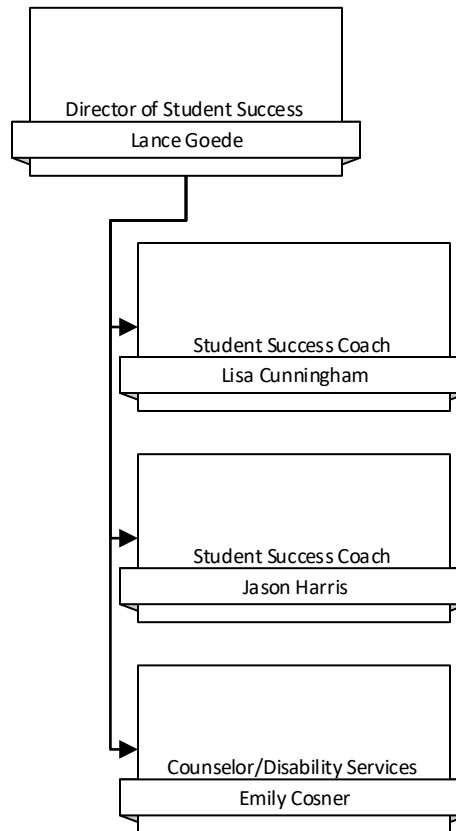 Director of Student Success
Lance Goede
Student Success Coach
Lisa Cunningham
Student Success Coach
Jason Harris
Counselor/Disability Services
Emily Cosner